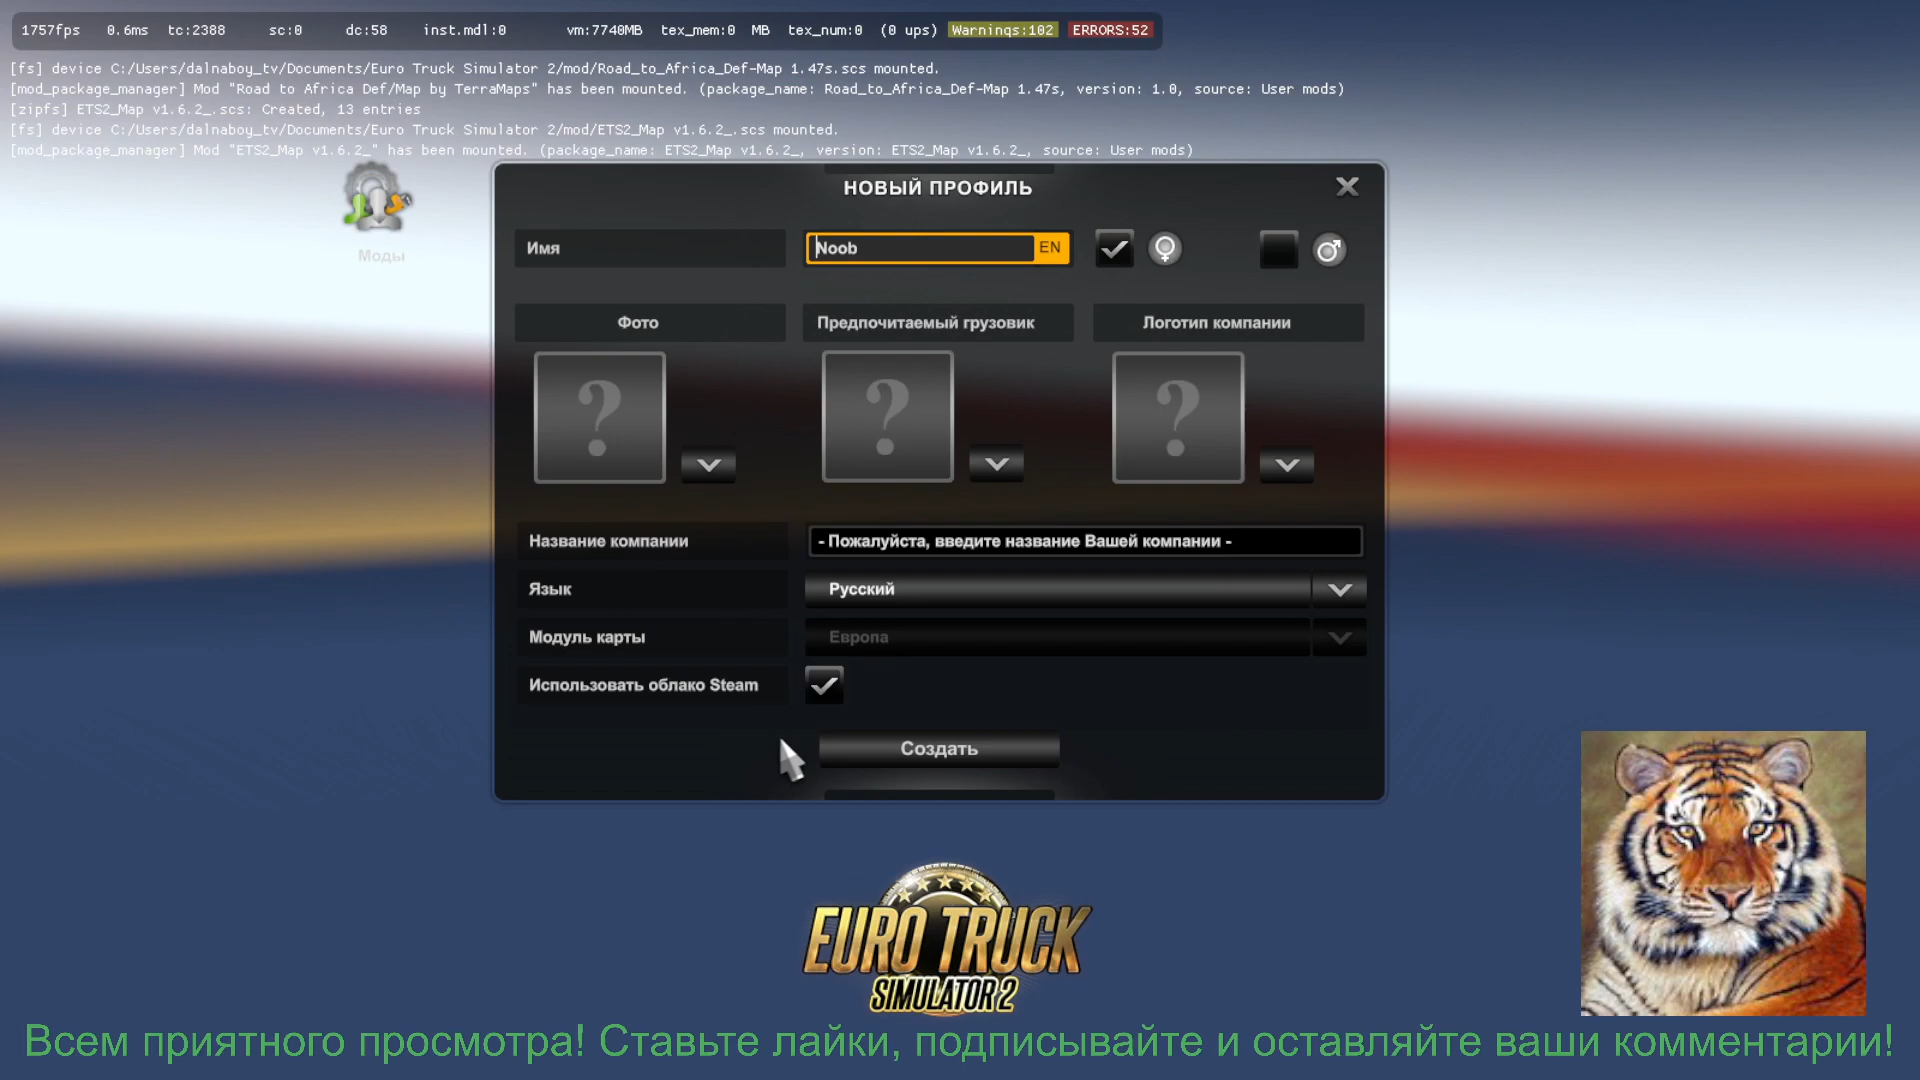 1757fps 0.6ms tc:2388 sc:0 dc:58 inst.mdl:0 vm:7740MB tex_mem:0 MB tex_num:0 (0 ups) Warnings:102 ERRORS:52
[fs] device C:/Users/dalnaboy_tv/Documents/Euro Truck Simulator 2/mod/Road_to_Africa_Def-Map 1.47s.scs mounted.
[mod_package_manager] Mod "Road to Africa Def/Map by TerraMaps" has been mounted. (package_name: Road_to_Africa_Def-Map 1.47s, version: 1.0, source: User mods)
[zipfs] ETS2_Map v1.6.2_.scs: Created, 13 entries
[fs] device C:/Users/dalnaboy_tv/Documents/Euro Truck Simulator 2/mod/ETS2_Map v1.6.2_.scs mounted.
[mod_package_manager] Mod "ETS2_Map v1.6.2_" has been mounted. (package_name: ETS2_Map v1.6.2_, version: ETS2_Map v1.6.2_, source: User mods)
НОВЫЙ ПРОФИЛЬ
Моды
Имя Noob EN
Фото Предпочитаемый грузовик Логотип компании
? ? ?
Название компании - Пожалуйста, введите название Вашей компании -
Язык Русский
Модуль карты Европа
Использовать облако Steam
Создать
EURO TRUCK
SIMULATOR 2
Всем приятного просмотра! Ставьте лайки, подписывайте и оставляйте ваши комментарии!